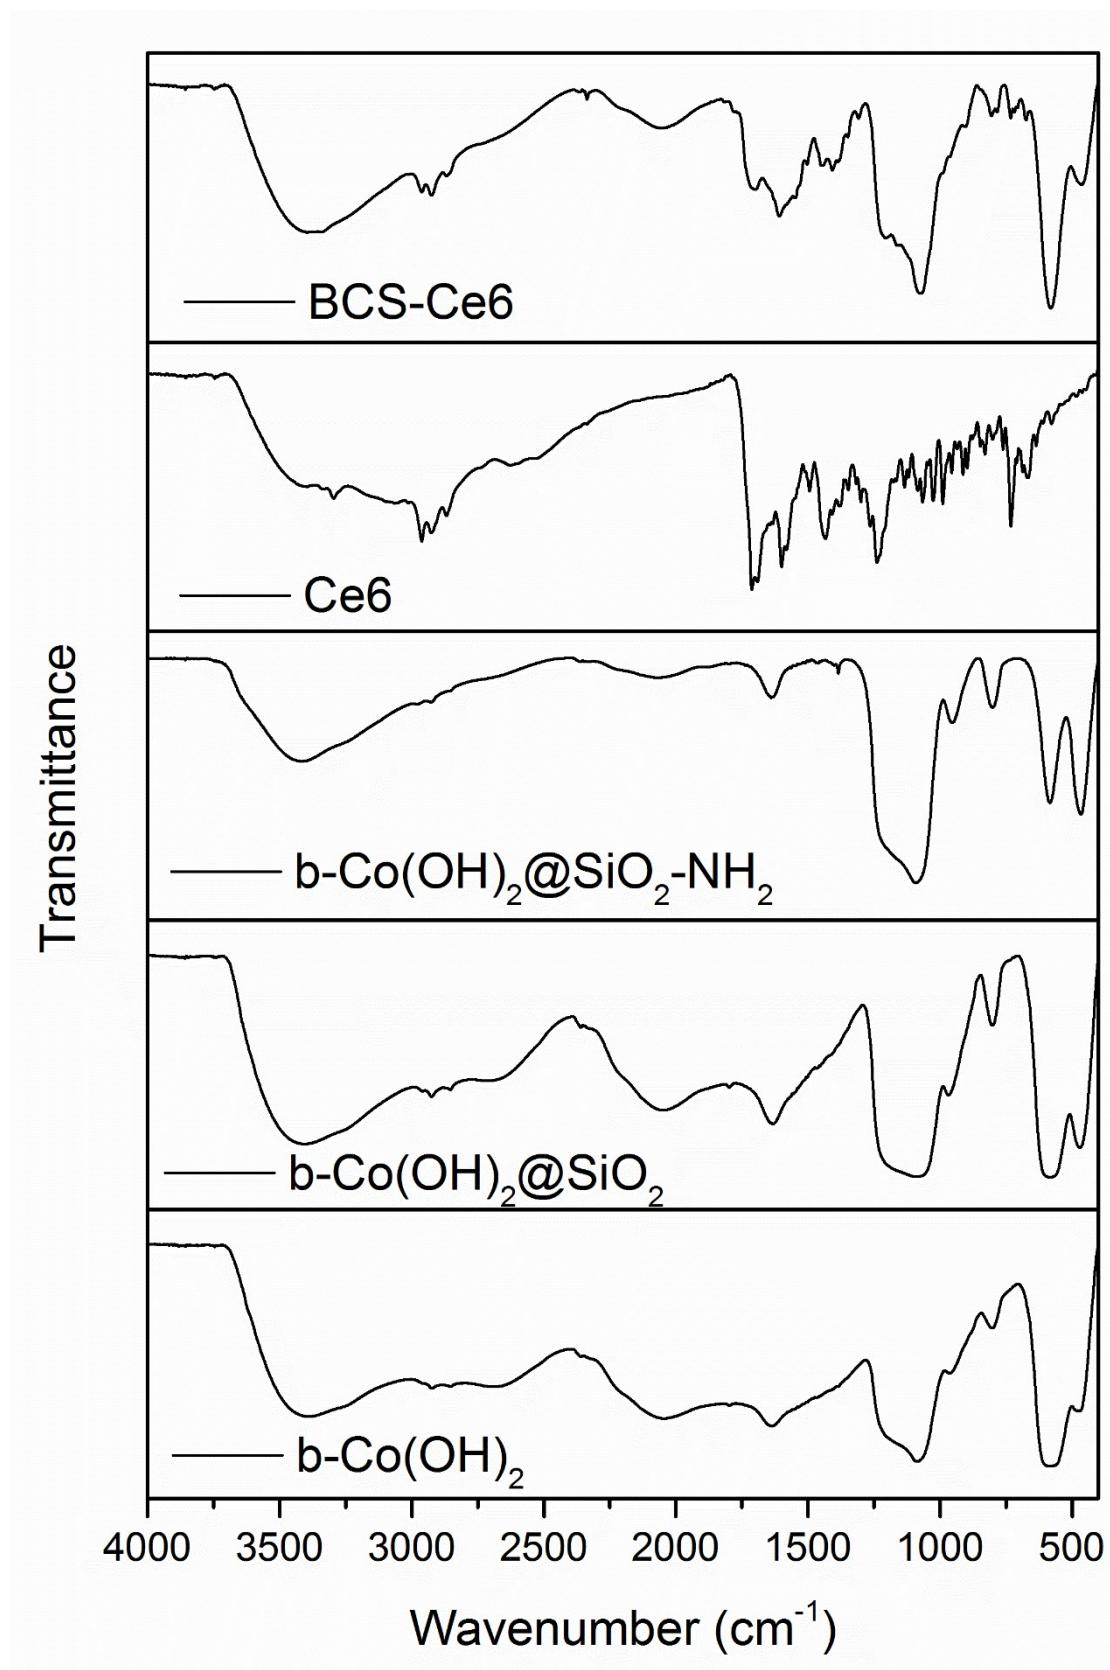 BCS-Ce6
Ce6
b-Co(OH)₂@SiO₂-NH₂
b-Co(OH)₂@SiO₂
b-Co(OH)₂
Transmittance
4000 3500 3000 2500 2000 1500 1000 500
Wavenumber (cm⁻¹)